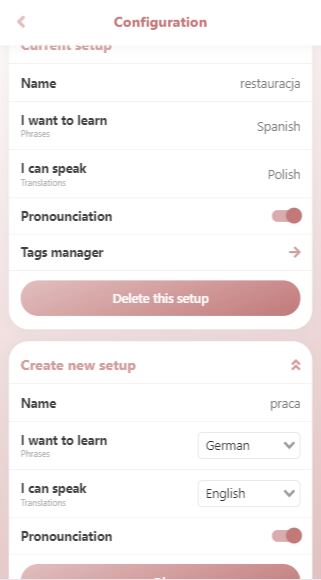 Configuration
Current setup
Name restauracja
I want to learn
Phrases
Spanish
I can speak
Translations
Polish
Pronounciation
Tags manager
Delete this setup
Create new setup
Name praca
I want to learn
Phrases
German
I can speak
Translations
English
Pronounciation